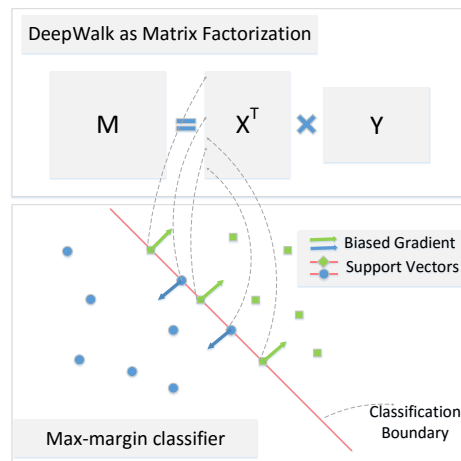 DeepWalk as Matrix Factorization
M = X^T × Y
Biased Gradient
Support Vectors
Classification
Boundary
Max-margin classifier